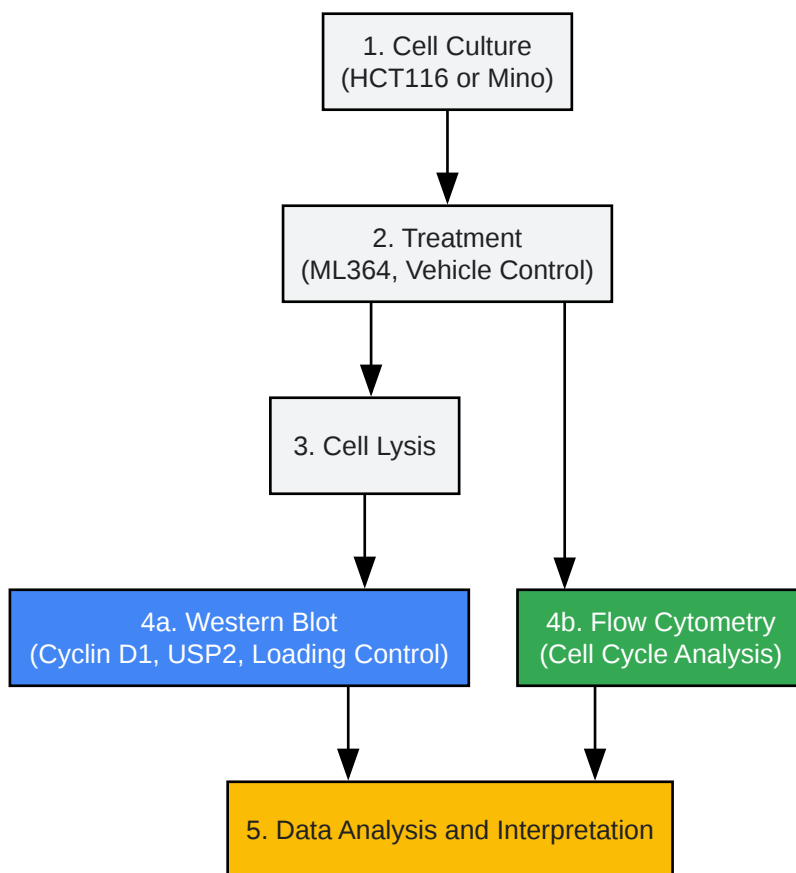 1. Cell Culture
(HCT116 or Mino)
2. Treatment
(ML364, Vehicle Control)
3. Cell Lysis
4a. Western Blot
(Cyclin D1, USP2, Loading Control)
4b. Flow Cytometry
(Cell Cycle Analysis)
5. Data Analysis and Interpretation